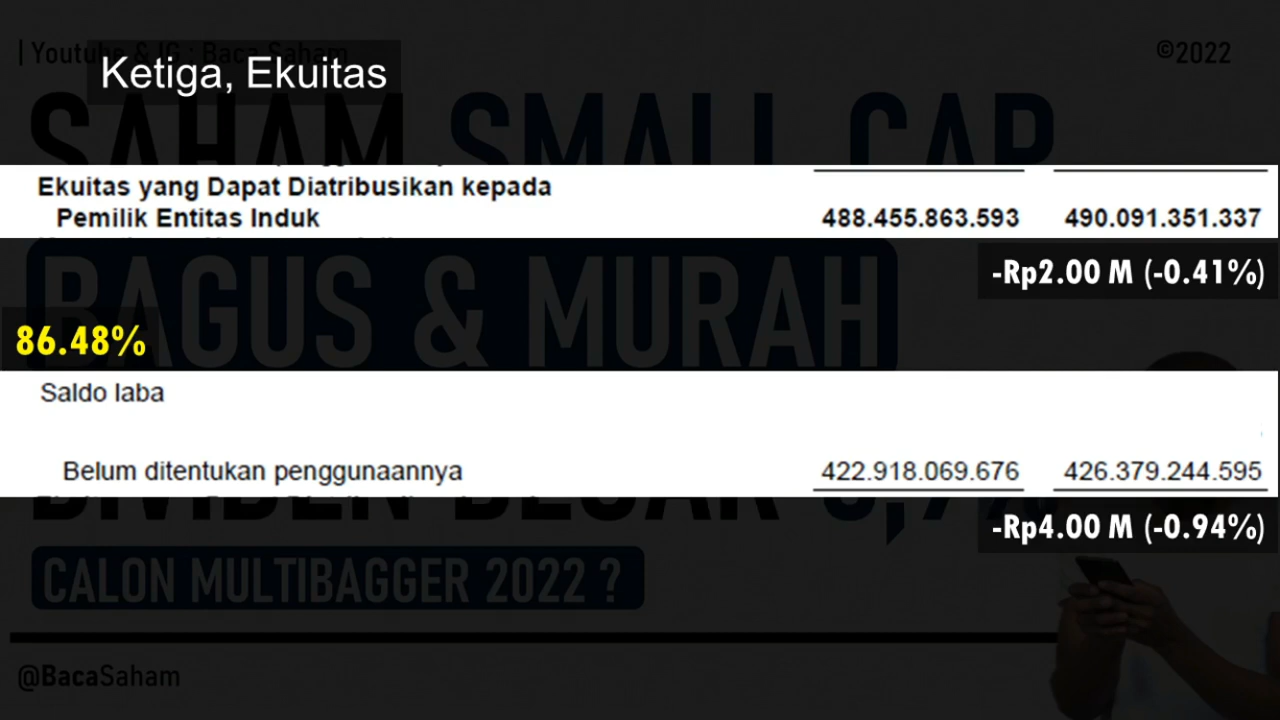 | Youtube & IG : Baca Saham
©2022
Ketiga, Ekuitas
SAHAM SMALL CAP
Ekuitas yang Dapat Diatribusikan kepada
Pemilik Entitas Induk 488.455.863.593 490.091.351.337
-Rp2.00 M (-0.41%)
BAGUS & MURAH
86.48%
Saldo laba
Belum ditentukan penggunaannya 422.918.069.676 426.379.244.595
DIVIDEN BESAR
-Rp4.00 M (-0.94%)
CALON MULTIBAGGER 2022 ?
@BacaSaham